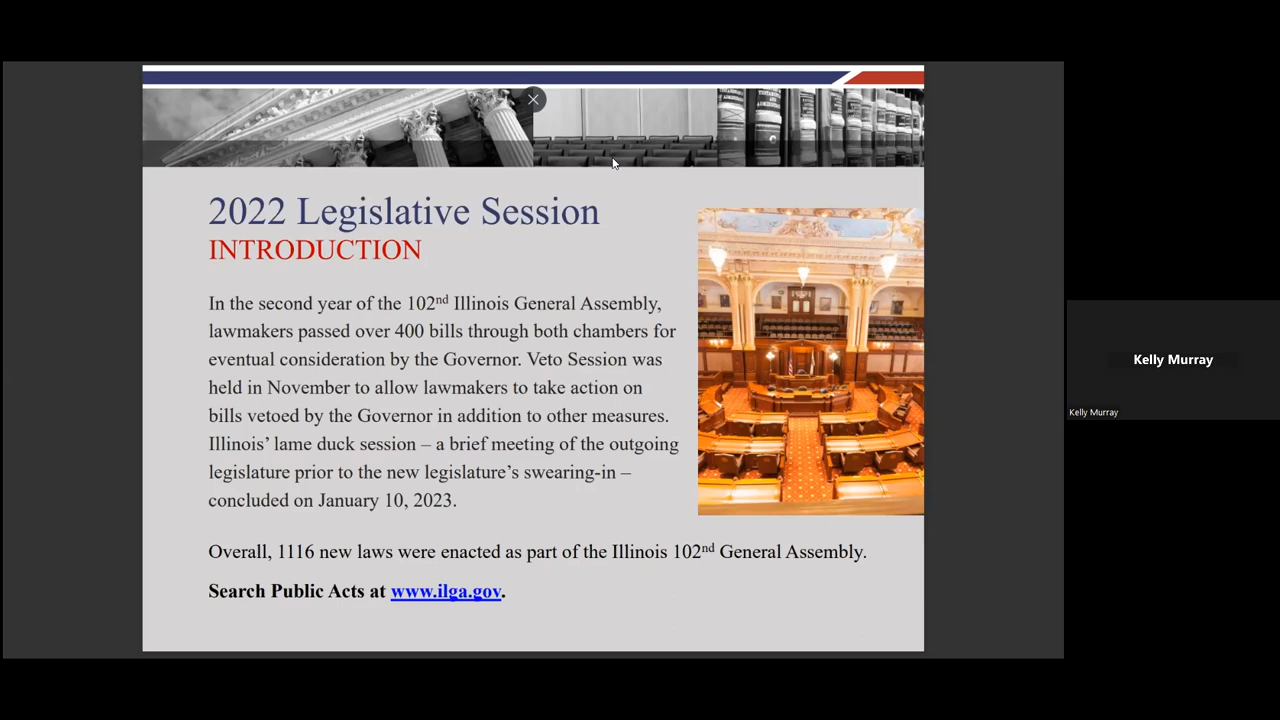 2022 Legislative Session
INTRODUCTION
In the second year of the 102nd Illinois General Assembly,
lawmakers passed over 400 bills through both chambers for
eventual consideration by the Governor. Veto Session was
held in November to allow lawmakers to take action on
bills vetoed by the Governor in addition to other measures.
Illinois’ lame duck session – a brief meeting of the outgoing
legislature prior to the new legislature’s swearing-in –
concluded on January 10, 2023.
Overall, 1116 new laws were enacted as part of the Illinois 102nd General Assembly.
Search Public Acts at www.ilga.gov.
Kelly Murray
Kelly Murray